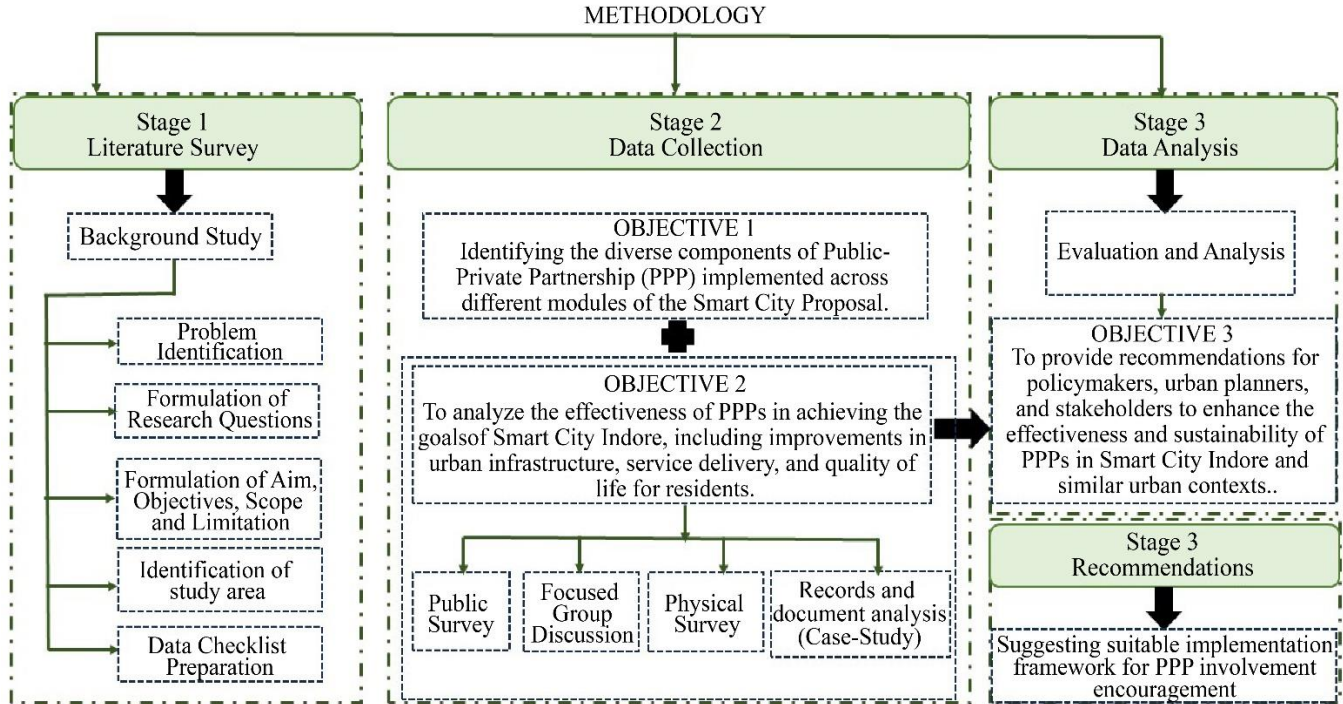 METHODOLOGY
Stage 1
Literature Survey
Background Study
Problem
Identification
Formulation of
Research Questions
Formulation of Aim,
Objectives, Scope
and Limitation
Identification of
study area
Data Checklist
Preparation
Stage 2
Data Collection
OBJECTIVE 1
Identifying the diverse components of Public-
Private Partnership (PPP) implemented across
different modules of the Smart City Proposal.
OBJECTIVE 2
To analyze the effectiveness of PPPs in achieving the
goalsof Smart City Indore, including improvements in
urban infrastructure, service delivery, and quality of
life for residents.
Public
Survey
Focused
Group
Discussion
Physical
Survey
Records and
document analysis
(Case-Study)
Stage 3
Data Analysis
Evaluation and Analysis
OBJECTIVE 3
To provide recommendations for
policymakers, urban planners,
and stakeholders to enhance the
effectiveness and sustainability of
PPPs in Smart City Indore and
similar urban contexts..
Stage 3
Recommendations
Suggesting suitable implementation
framework for PPP involvement
encouragement